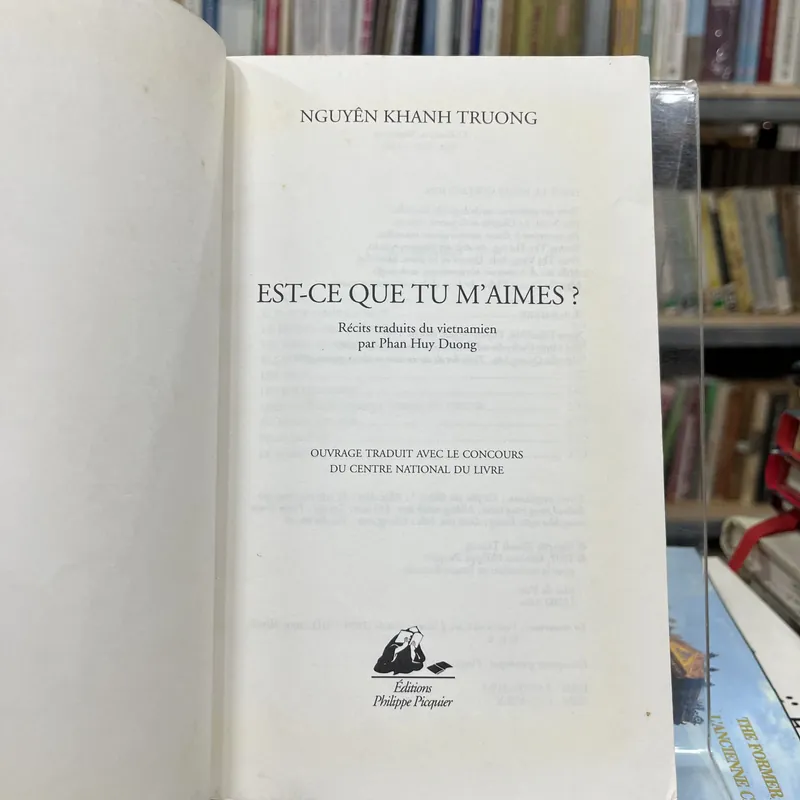 NGUYÊN KHANH TRUONG
EST-CE QUE TU M'AIMES ?
Récits traduits du vietnamien
par Phan Huy Duong
OUVRAGE TRADUIT AVEC LE CONCOURS
DU CENTRE NATIONAL DU LIVRE
Éditions
Philippe Picquier
THE FORMER
L'ANCIENNE C